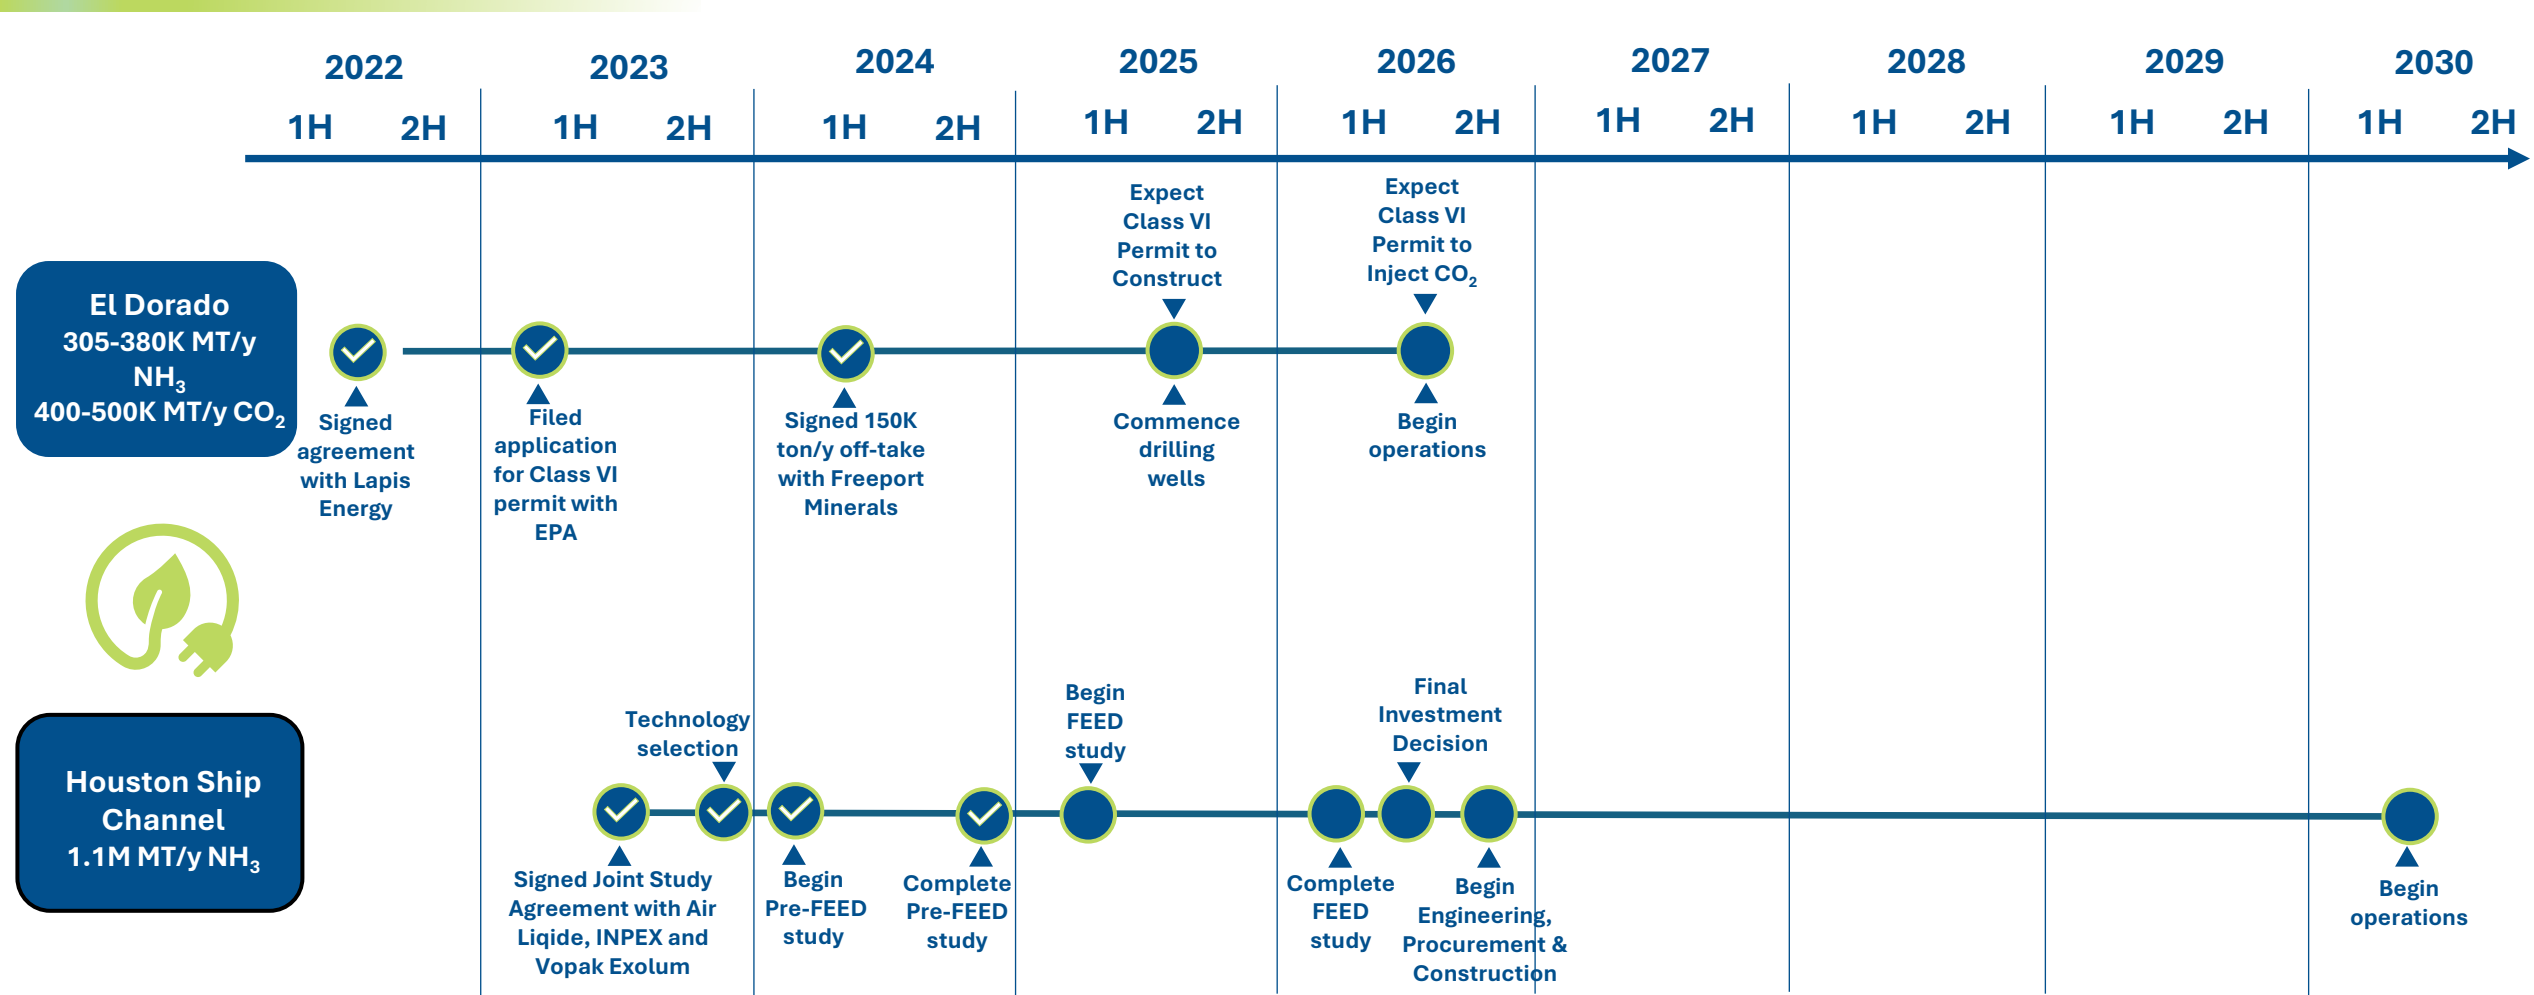 2022 2023 2024 2025 2026 2027 2028 2029 2030
1H 2H 1H 2H 1H 2H 1H 2H 1H 2H 1H 2H 1H 2H 1H 2H 1H 2H
El Dorado
305-380K MT/y
NH₃
400-500K MT/y CO₂
Signed
agreement
with Lapis
Energy
Filed
application
for Class VI
permit with
EPA
Signed 150K
ton/y off-take
with Freeport
Minerals
Expect
Class VI
Permit to
Construct
Commence
drilling
wells
Expect
Class VI
Permit to
Inject CO₂
Begin
operations
Houston Ship
Channel
1.1M MT/y NH₃
Signed Joint Study
Agreement with Air
Liqide, INPEX and
Vopak Exolum
Technology
selection
Begin
Pre-FEED
study
Complete
Pre-FEED
study
Begin
FEED
study
Complete
FEED
study
Final
Investment
Decision
Begin
Engineering,
Procurement &
Construction
Begin
operations